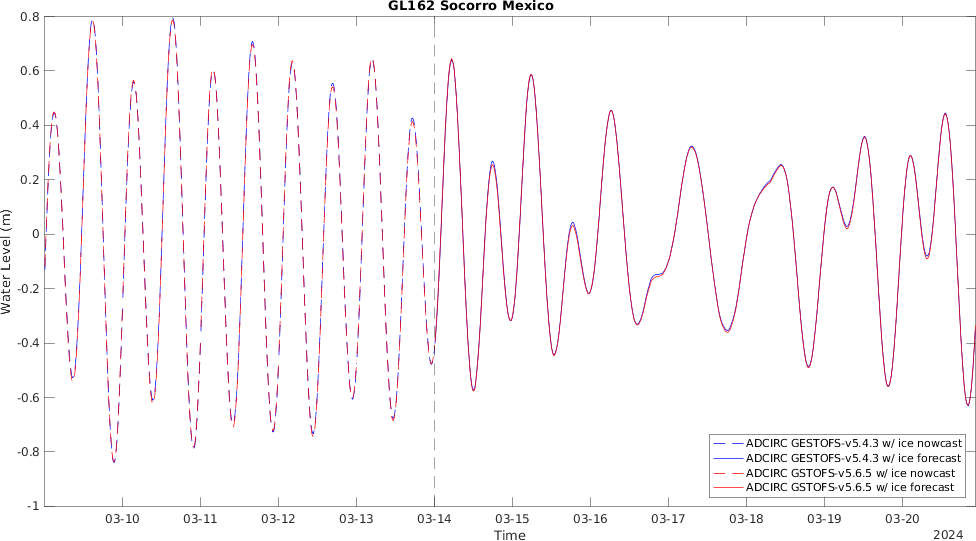 GL162 Socorro Mexico
0.8
0.6
0.4
0.2
0
-0.2
-0.4
-0.6
-0.8
-1
Water Level (m)
03-10 03-11 03-12 03-13 03-14 03-15 03-16 03-17 03-18 03-19 03-20
Time
2024
ADCIRC GESTOFS-v5.4.3 w/ ice nowcast
ADCIRC GESTOFS-v5.4.3 w/ ice forecast
ADCIRC GSTOFS-v5.6.5 w/ ice nowcast
ADCIRC GSTOFS-v5.6.5 w/ ice forecast